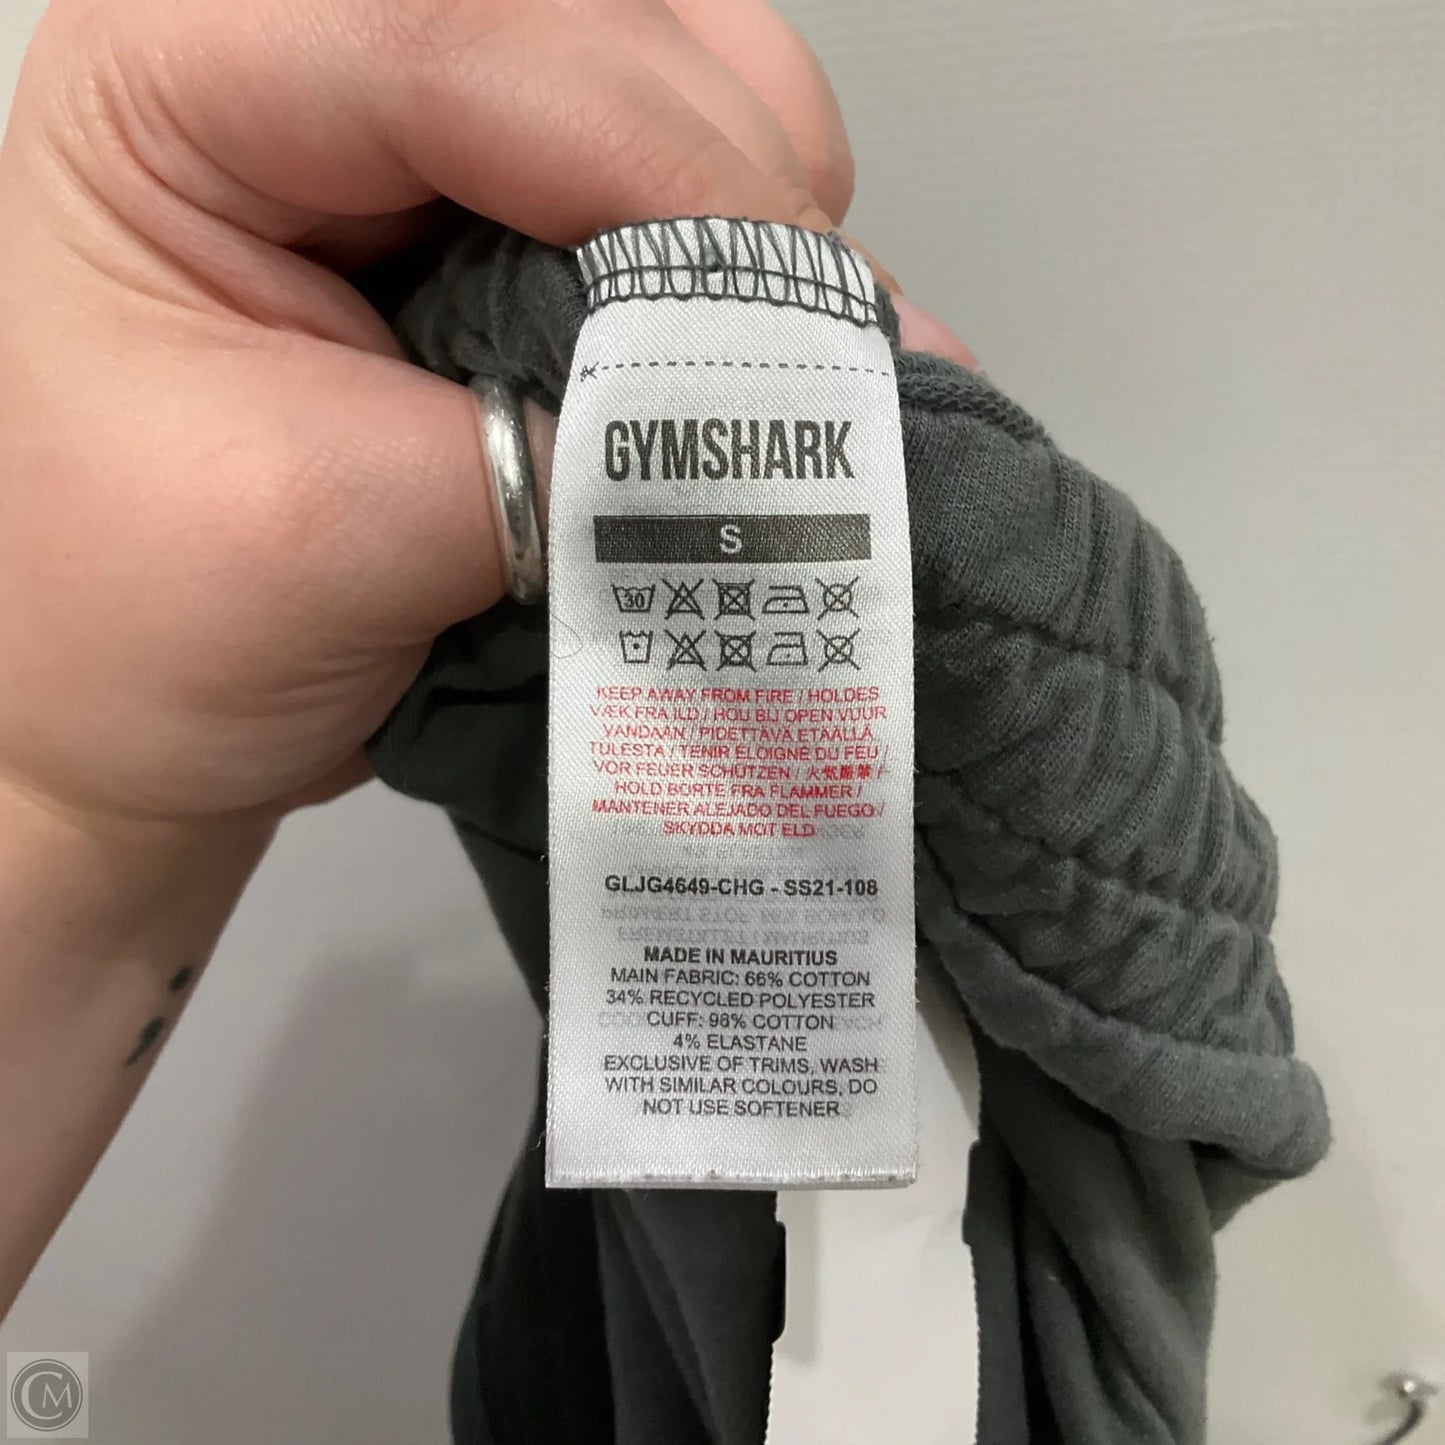 GYMSHARK
S
30
KEEP AWAY FROM FIRE / HOLDES
VÆK FRA ILD / HOU BIJ OPEN VUUR
VANDAAN / PIDETTÄVÄ ETÄÄLLÄ
TULESTA / TENIR ÉLOIGNÉ DU FEU /
VOR FEUER SCHÜTZEN / 火気厳禁 /
HOLD BORTE FRA FLAMMER /
MANTENER ALEJADO DEL FUEGO /
SKYDDA MOT ELD
GLJG4649-CHG - SS21-108
MADE IN MAURITIUS
MAIN FABRIC: 66% COTTON
34% RECYCLED POLYESTER
CUFF: 96% COTTON
4% ELASTANE
EXCLUSIVE OF TRIMS, WASH
WITH SIMILAR COLOURS, DO
NOT USE SOFTENER
CM